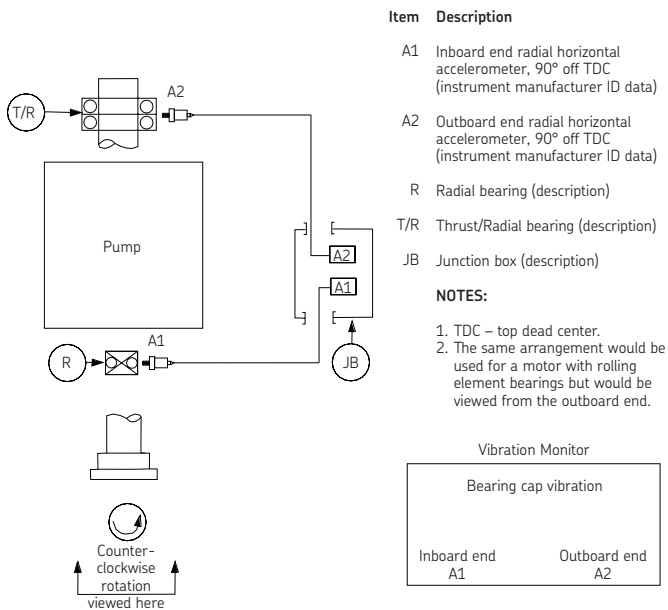 Item Description
A1 Inboard end radial horizontal
accelerometer, 90° off TDC
(instrument manufacturer ID data)
A2 Outboard end radial horizontal
accelerometer, 90° off TDC
(instrument manufacturer ID data)
R Radial bearing (description)
T/R Thrust/Radial bearing (description)
JB Junction box (description)
NOTES:
1. TDC – top dead center.
2. The same arrangement would be
used for a motor with rolling
element bearings but would be
viewed from the outboard end.
A2
T/R
Pump
A2
A1
A1
R
JB
Counter-
clockwise
rotation
viewed here
Vibration Monitor
Bearing cap vibration
Inboard end Outboard end
A1 A2